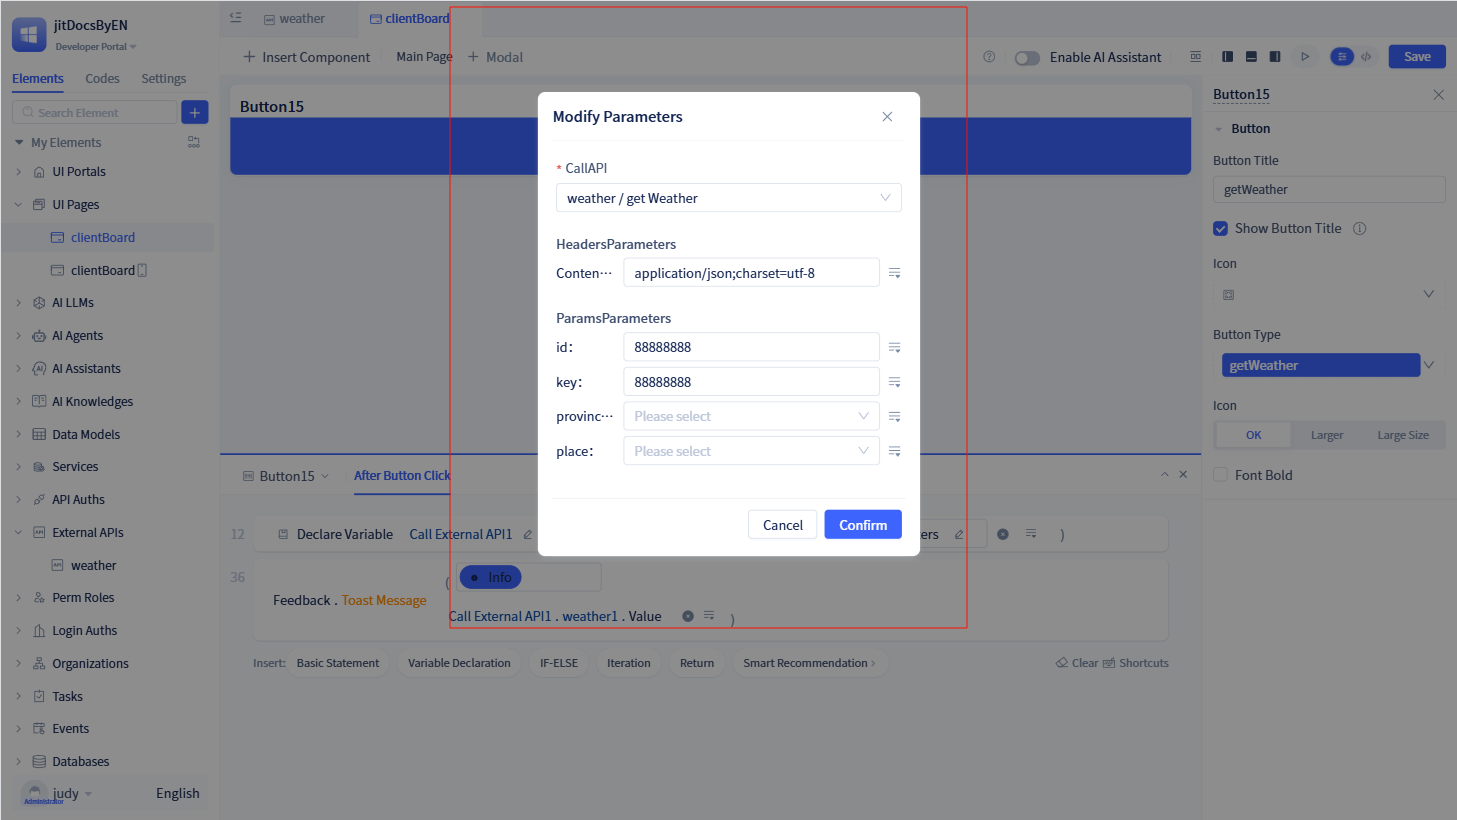 jitDocsByEN
Developer Portal
Elements
Codes
Settings
Search Element
My Elements
UI Portals
UI Pages
clientBoard
clientBoard
AI LLMs
AI Agents
AI Assistants
AI Knowledges
Data Models
Services
API Auths
External APIs
weather
Perm Roles
Login Auths
Organizations
Tasks
Events
Databases
judy
Administrator
English
weather
clientBoard
Insert Component
Main Page
Modal
Enable AI Assistant
Save
Button15
Modify Parameters
* CallAPI
weather / get Weather
HeadersParameters
Conten···
application/json;charset=utf-8
ParamsParameters
id：
88888888
key：
88888888
provinc···
Please select
place：
Please select
Cancel
Confirm
Button15
After Button Click
12
Declare Variable
Call External API1
ers
)
36
Feedback . Toast Message
(
Info
Call External API1 . weather1 . Value
)
Insert:
Basic Statement
Variable Declaration
IF-ELSE
Iteration
Return
Smart Recommendation
Clear
Shortcuts
Button15
Button
Button Title
getWeather
Show Button Title
Icon
Button Type
getWeather
Icon
OK
Larger
Large Size
Font Bold